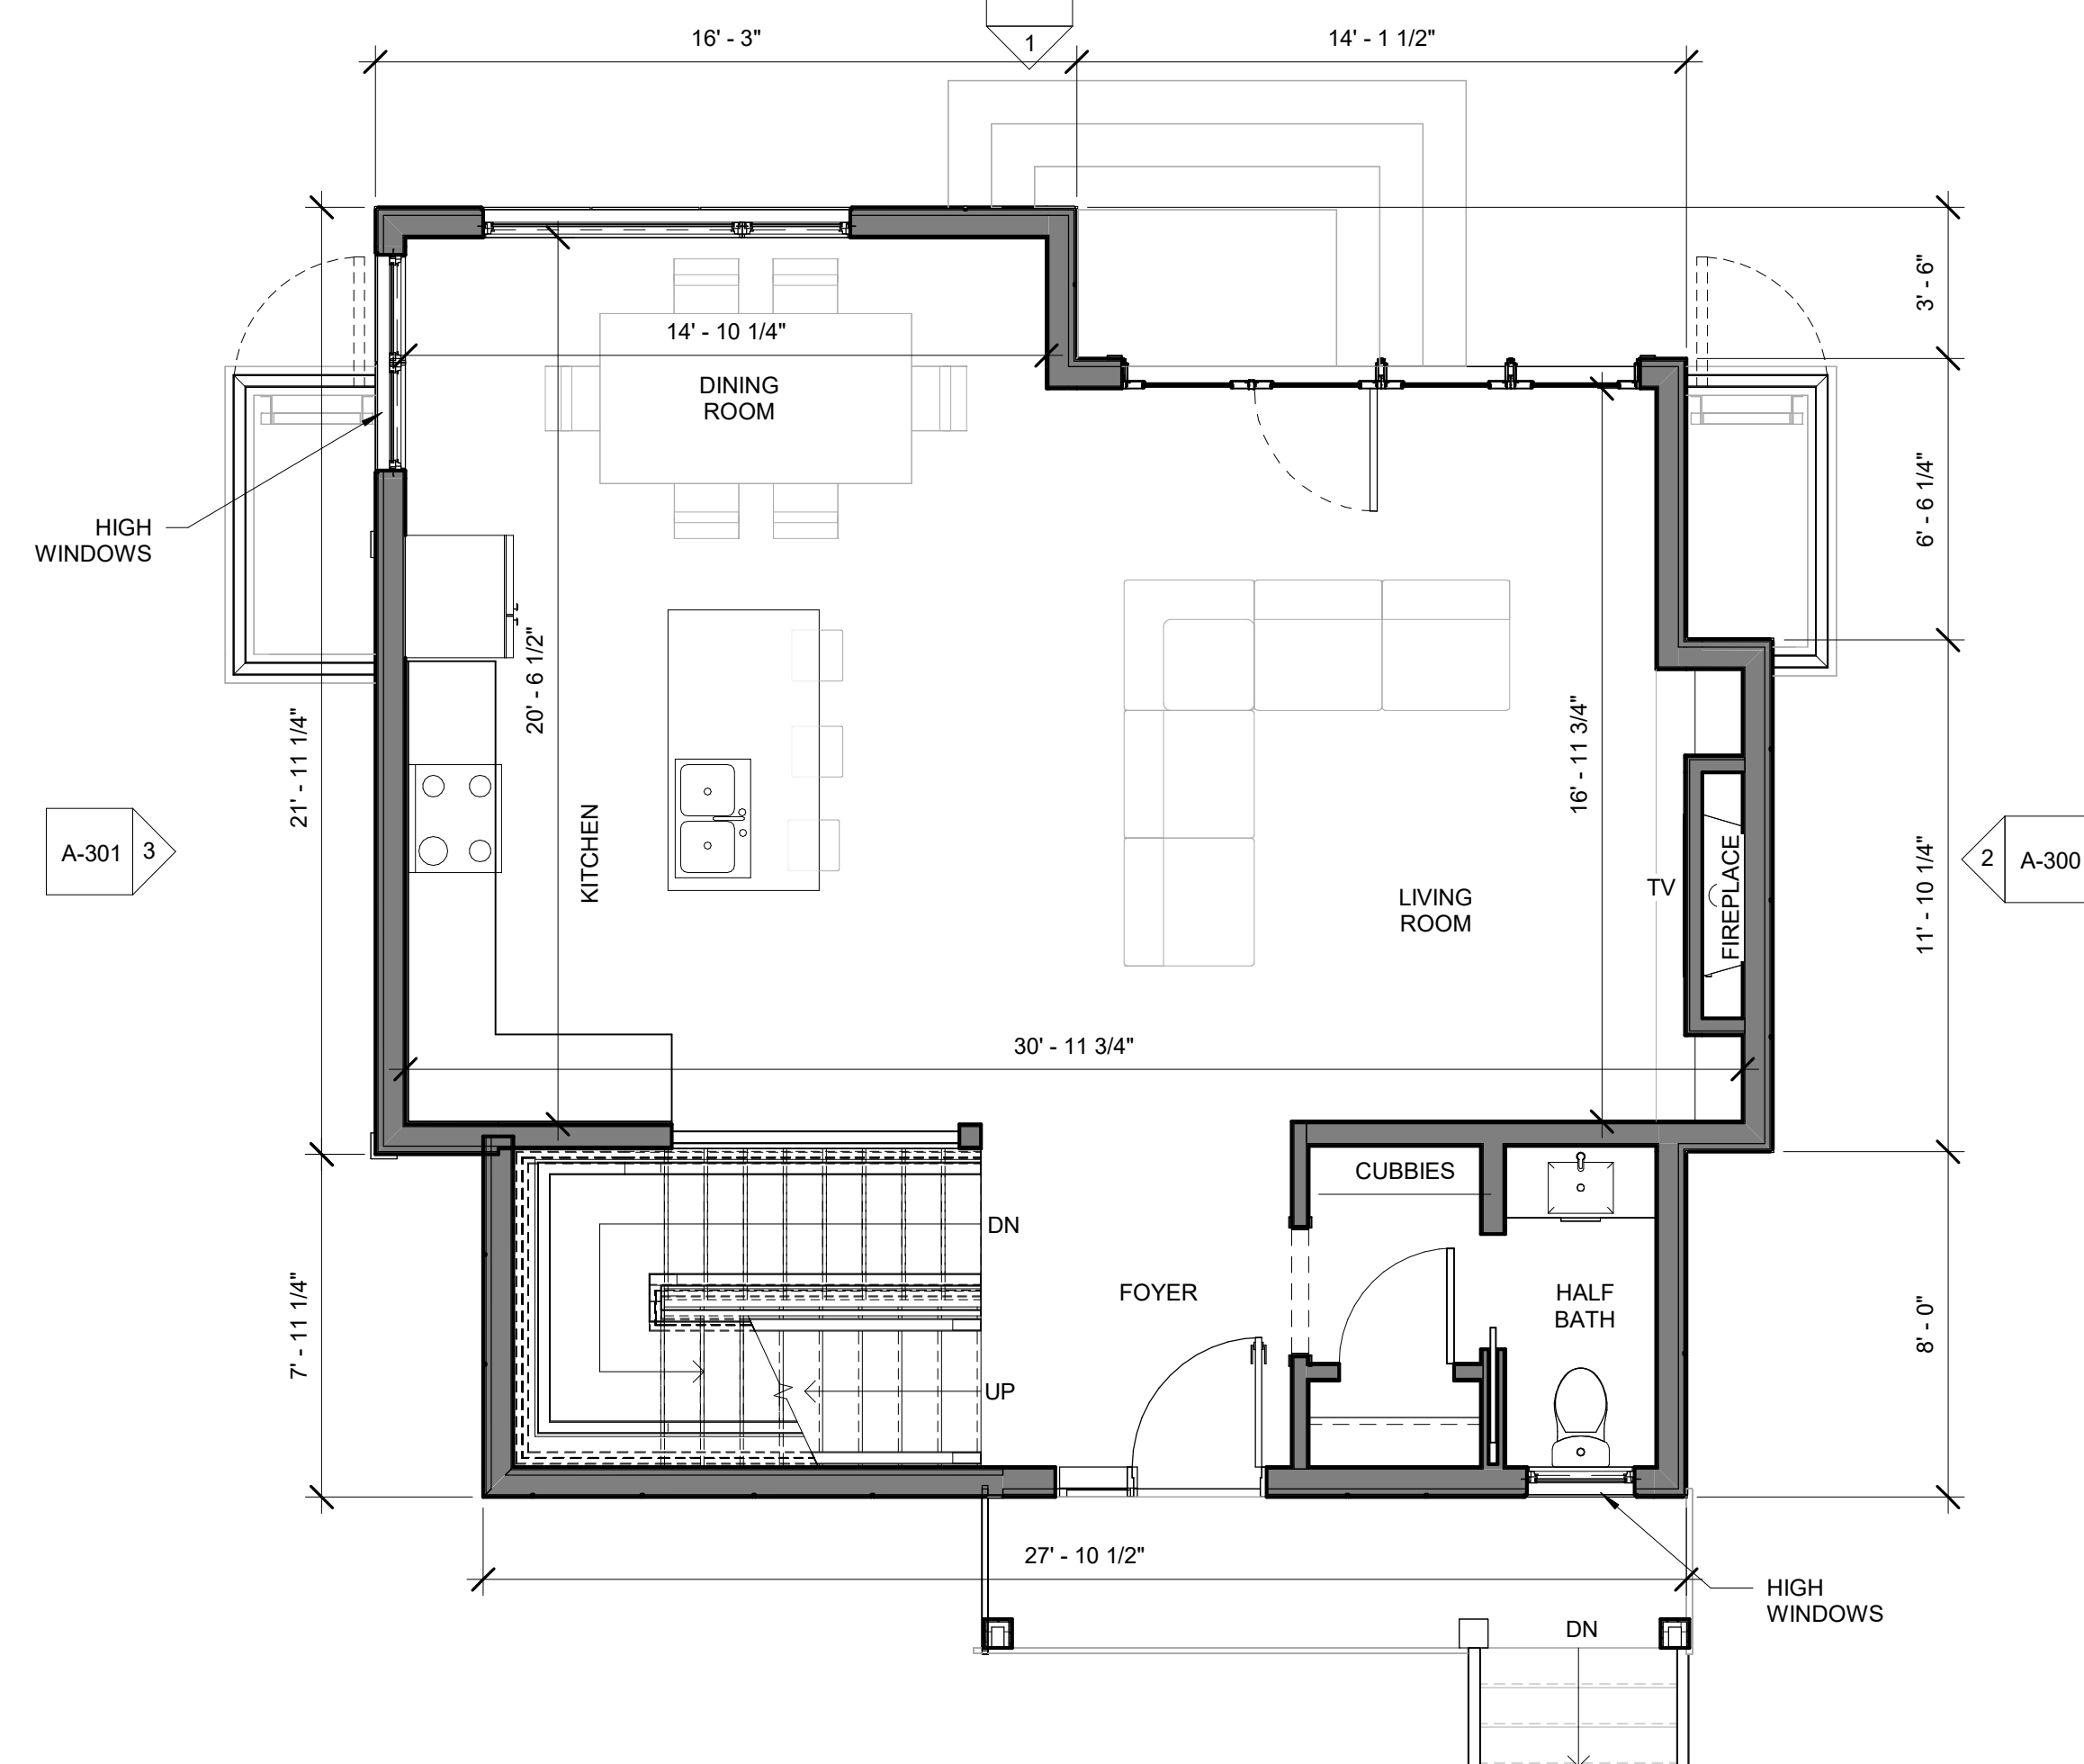 1
16' - 3"
14' - 1 1/2"
3' - 6"
14' - 10 1/4"
DINING
ROOM
HIGH
WINDOWS
6' - 6 1/4"
20' - 6 1/2"
21' - 11 1/4"
16' - 11 3/4"
KITCHEN
A-301
3
LIVING
ROOM
TV
FIREPLACE
11' - 10 1/4"
2
A-300
30' - 11 3/4"
CUBBIES
DN
FOYER
HALF
BATH
7' - 11 1/4"
8' - 0"
UP
27' - 10 1/2"
HIGH
WINDOWS
DN